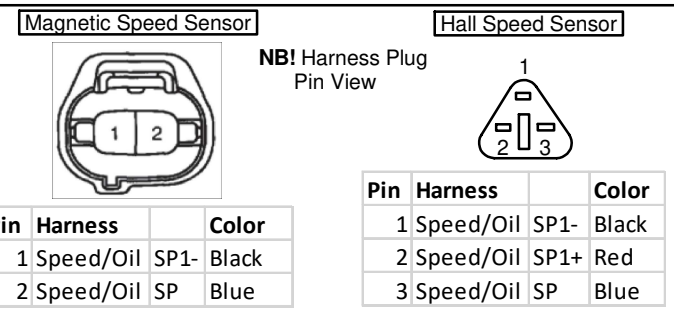 Magnetic Speed Sensor
1 2
in Harness Color
1 Speed/Oil SP1- Black
2 Speed/Oil SP Blue
NB! Harness Plug
Pin View
Hall Speed Sensor
1
2 3
Pin Harness Color
1 Speed/Oil SP1- Black
2 Speed/Oil SP1+ Red
3 Speed/Oil SP Blue